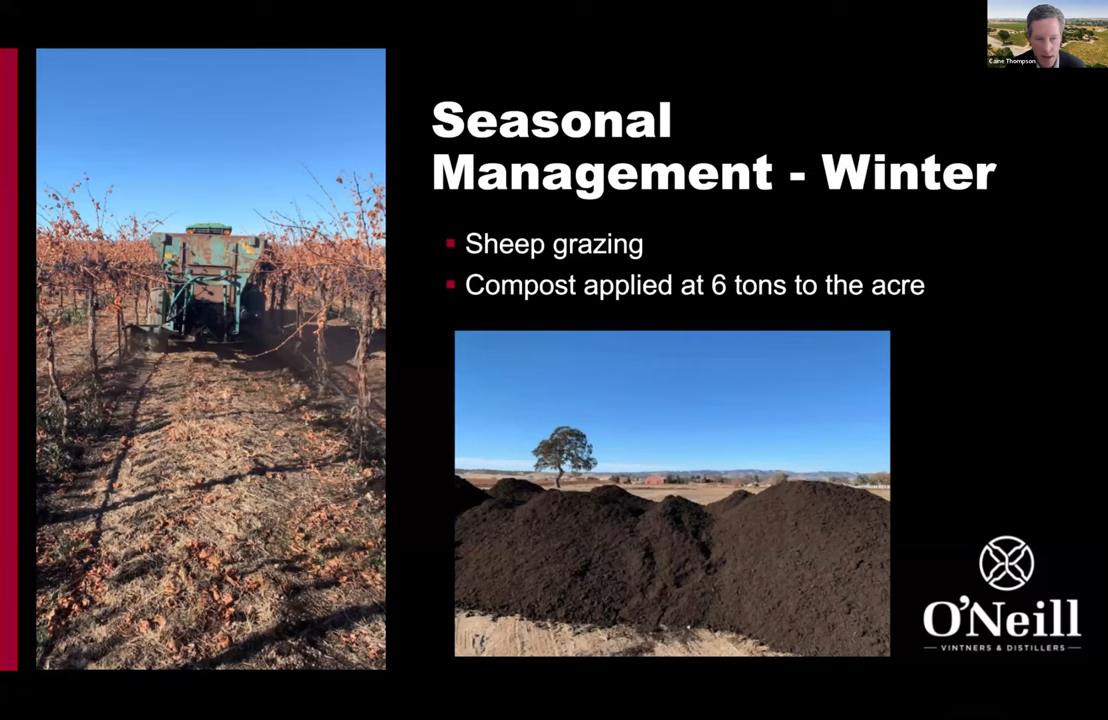 Caine Thompson
Seasonal
Management - Winter
Sheep grazing
Compost applied at 6 tons to the acre
O'Neill
VINTNERS & DISTILLERS